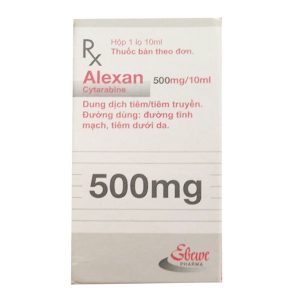 Rx
Hộp 1 lọ 10ml
Thuốc bán theo đơn.
Alexan 500mg/10ml
Cytarabine
Dung dịch tiêm/tiêm truyền.
Đường dùng: đường tĩnh
mạch, tiêm dưới da.
500mg
Ebewe
PHARMA